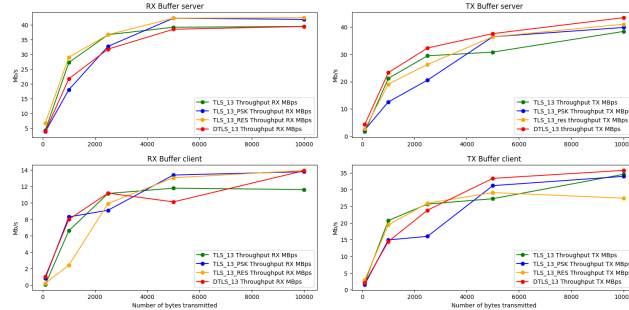 RX Buffer server
Mb/s
40
35
30
25
20
15
10
5
0 2000 4000 6000 8000 10000
TLS_13 Throughput RX MBps
TLS_13_PSK Throughput RX MBps
TLS_13_RES Throughput RX MBps
DTLS_13 Throughput RX MBps
TX Buffer server
Mb/s
40
30
20
10
0
0 2000 4000 6000 8000 10000
TLS_13 Throughput TX MBps
TLS_13_PSK Throughput TX MBps
TLS_13_res Throughput TX MBps
DTLS_13 Throughput TX MBps
RX Buffer client
Mb/s
14
12
10
8
6
4
2
0
0 2000 4000 6000 8000 10000
Number of bytes transmitted
TLS_13 Throughput RX MBps
TLS_13_PSK Throughput RX MBps
TLS_13_RES Throughput RX MBps
DTLS_13 Throughput RX MBps
TX Buffer client
Mb/s
35
30
25
20
15
10
5
0
0 2000 4000 6000 8000 10000
Number of bytes transmitted
TLS_13 Throughput TX MBps
TLS_13_PSK Throughput TX MBps
TLS_13_RES Throughput TX MBps
DTLS_13 Throughput TX MBps